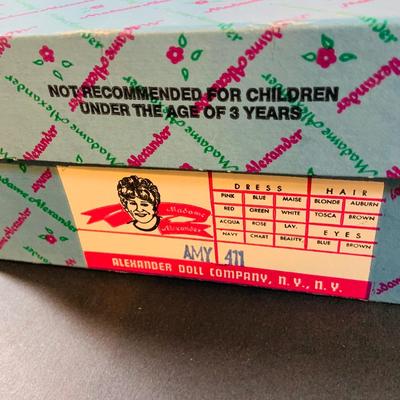 Madame Alexander
NOT RECOMMENDED FOR CHILDREN
UNDER THE AGE OF 3 YEARS
Madame Alexander
Madame
Alexander
DRESS
PINK BLUE MAISE
RED GREEN WHITE
ACQUA ROSE LAV.
NAVY CHART. BEAUTY
HAIR
BLONDE AUBURN
TOSCA BROWN
EYES
BLUE BROWN
AMY 411
ALEXANDER DOLL COMPANY, N. Y., N. Y.